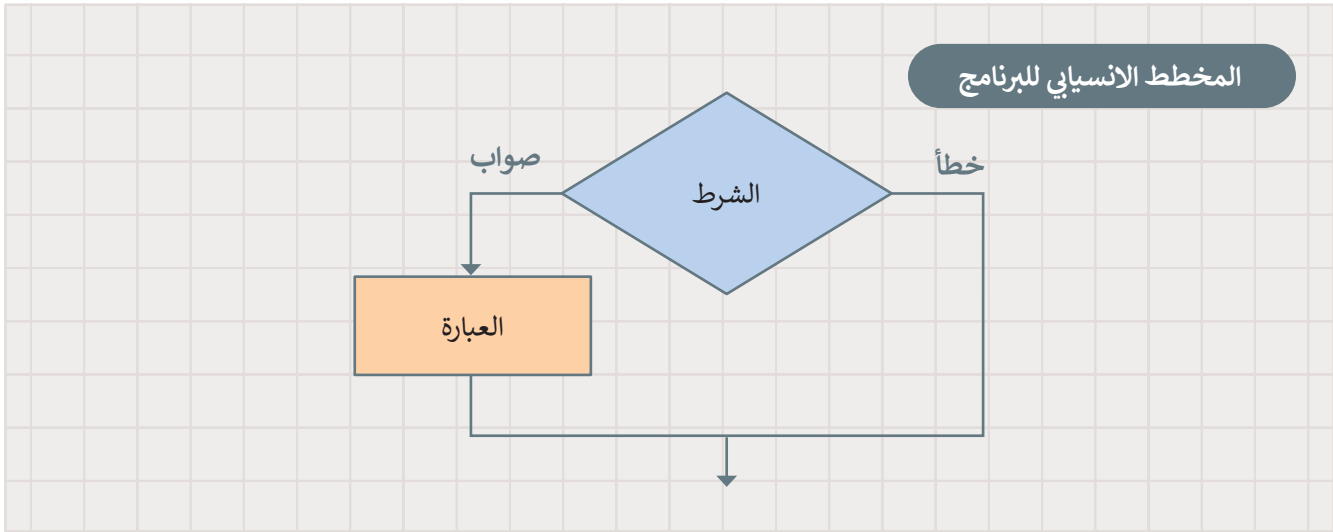 المخطط الانسيابي للبرنامج
خطأ
صواب
الشرط
العبارة